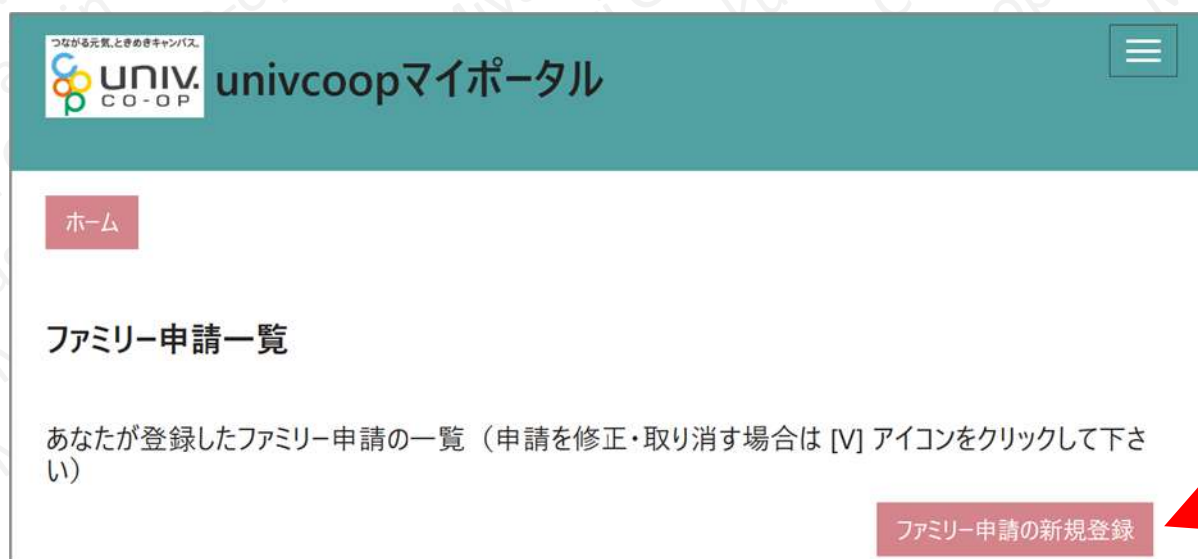 つながる元気、ときめきキャンパス。
univ.
CO-OP
univcoopマイポータル
ホーム
ファミリー申請一覧
あなたが登録したファミリー申請の一覧（申請を修正・取り消す場合は [V] アイコンをクリックして下さ
い）
ファミリー申請の新規登録